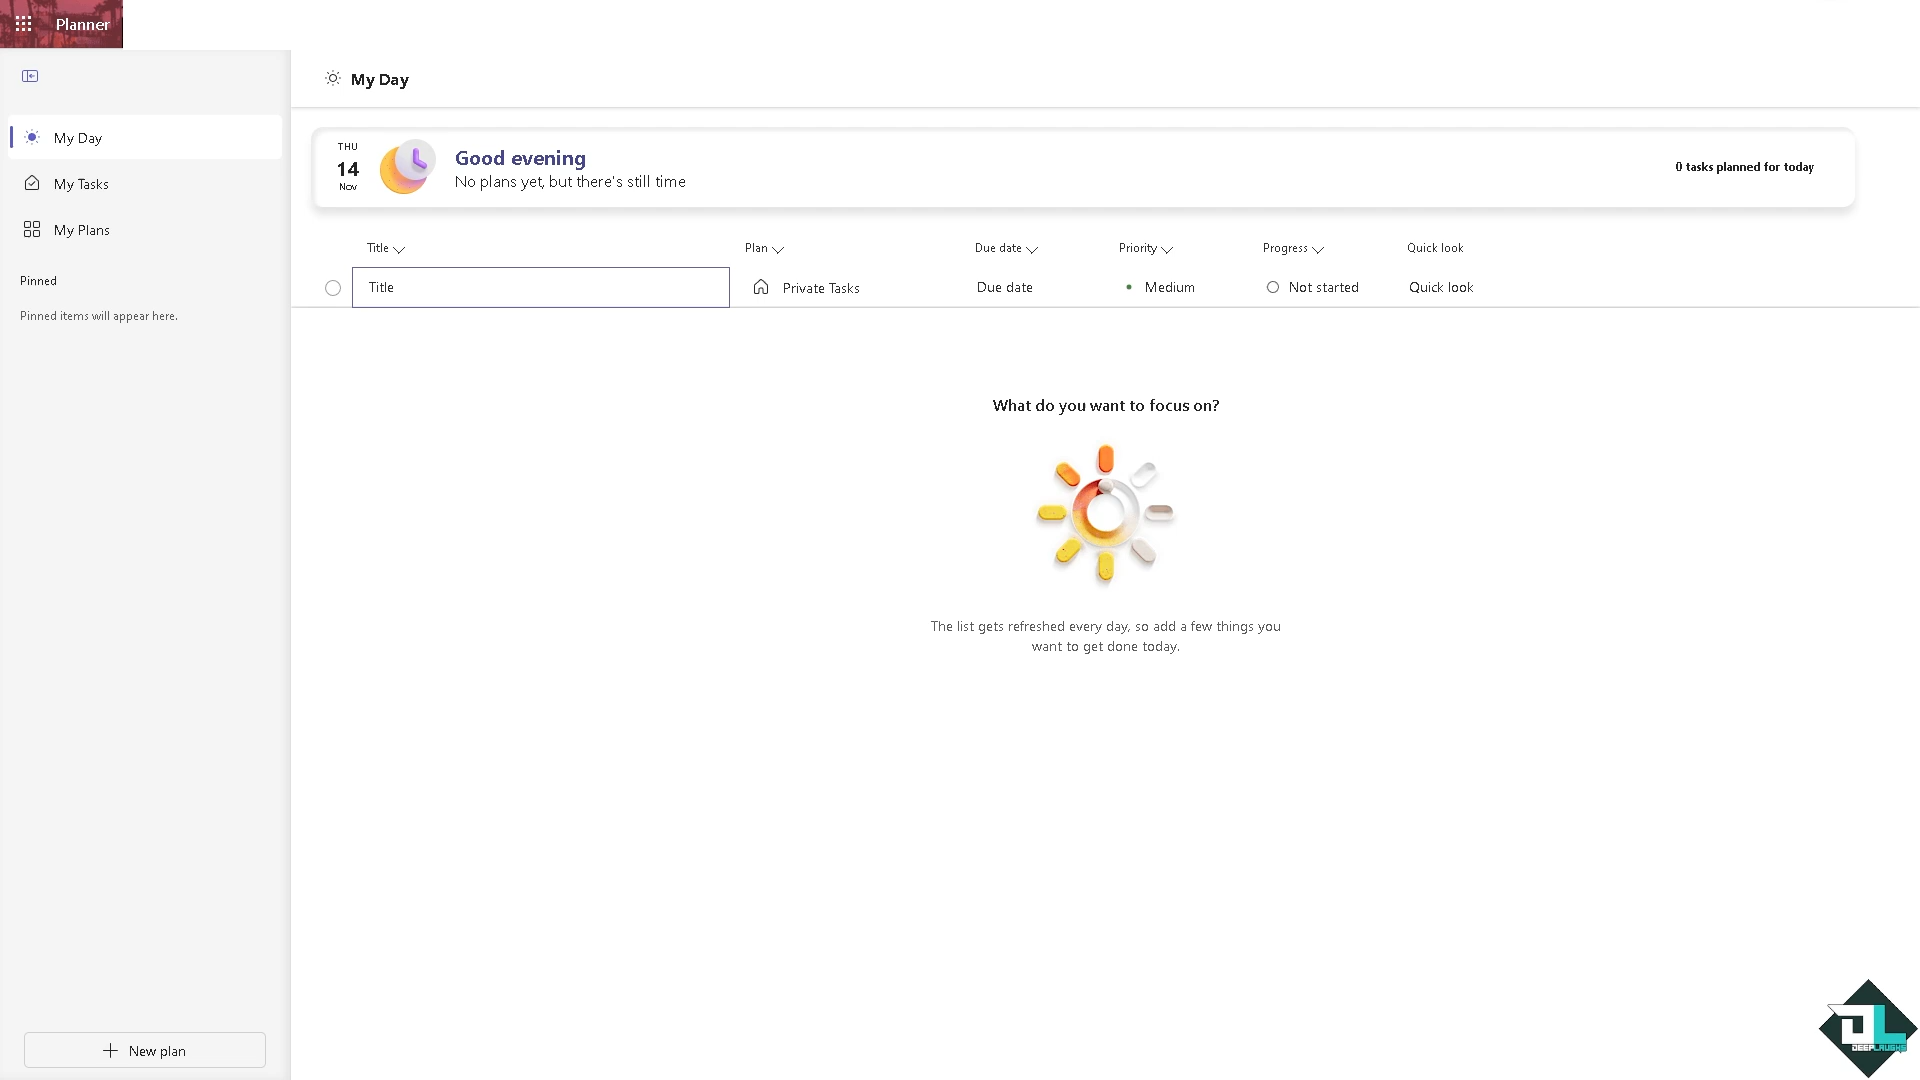 Planner
My Day
My Day
My Tasks
My Plans
Pinned
Pinned items will appear here.
THU
14
Nov
Good evening
No plans yet, but there's still time
0 tasks planned for today
Title
Plan
Due date
Priority
Progress
Quick look
Title
Private Tasks
Due date
Medium
Not started
Quick look
What do you want to focus on?
The list gets refreshed every day, so add a few things you
want to get done today.
New plan
DEEPLAUGHS